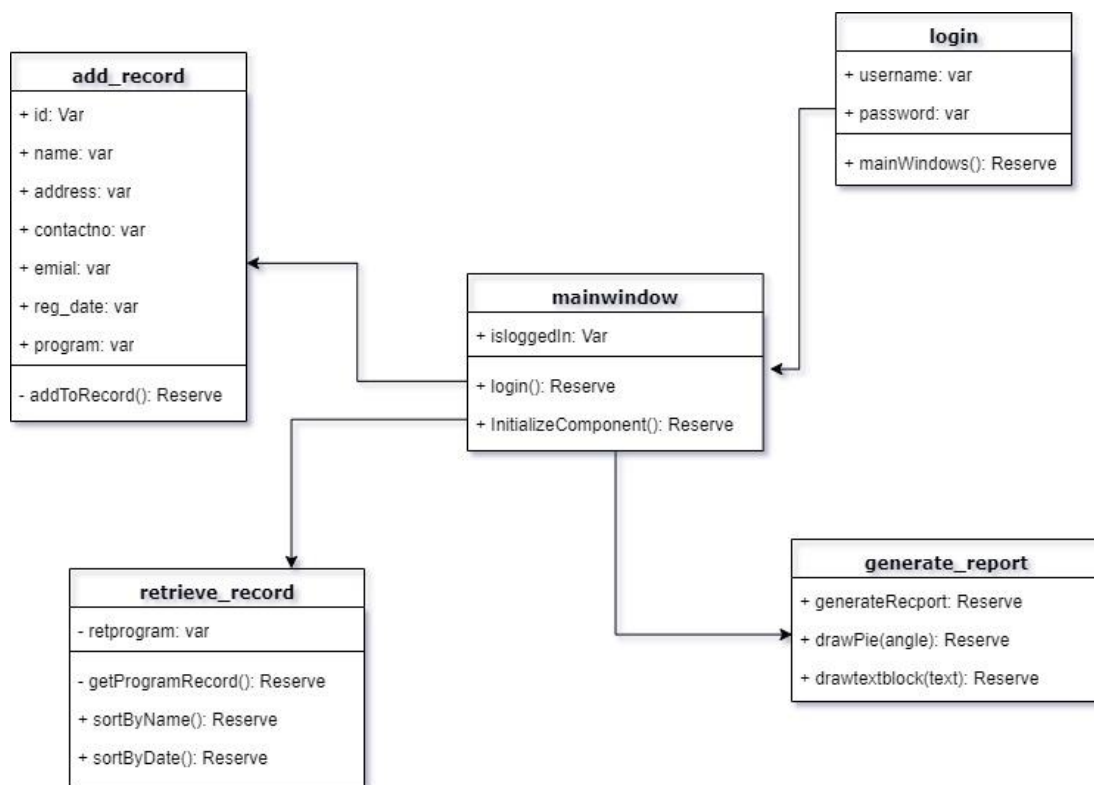 login
+ username: var
+ password: var
+ mainWindows(): Reserve
add_record
+ id: Var
+ name: var
+ address: var
+ contactno: var
+ emial: var
+ reg_date: var
+ program: var
- addToRecord(): Reserve
mainwindow
+ isloggedIn: Var
+ login(): Reserve
+ InitializeComponent(): Reserve
retrieve_record
- retprogram: var
- getProgramRecord(): Reserve
+ sortByName(): Reserve
+ sortByDate(): Reserve
generate_report
+ generateRecport: Reserve
+ drawPie(angle): Reserve
+ drawtextblock(text): Reserve